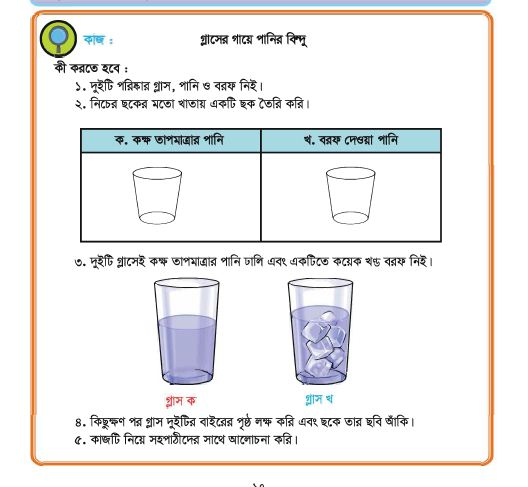 কাজ :
গ্লাসের গায়ে পানির বিন্দু
কী করতে হবে :
১. দুইটি পরিষ্কার গ্লাস, পানি ও বরফ নিই।
২. নিচের ছকের মতো খাতায় একটি ছক তৈরি করি।
ক. কক্ষ তাপমাত্রার পানি
খ. বরফ দেওয়া পানি
৩. দুইটি গ্লাসেই কক্ষ তাপমাত্রার পানি ঢালি এবং একটিতে কয়েক খন্ড বরফ নিই।
গ্লাস ক
গ্লাস খ
৪. কিছুক্ষণ পর গ্লাস দুইটির বাইরের পৃষ্ঠ লক্ষ করি এবং ছকে তার ছবি আঁকি।
৫. কাজটি নিয়ে সহপাঠীদের সাথে আলোচনা করি।